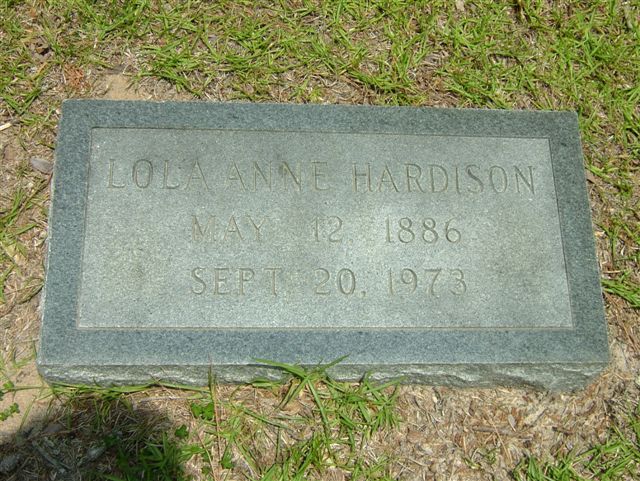 LOLA ANNE HARDISON
MAY 12, 1886
SEPT. 20, 1973